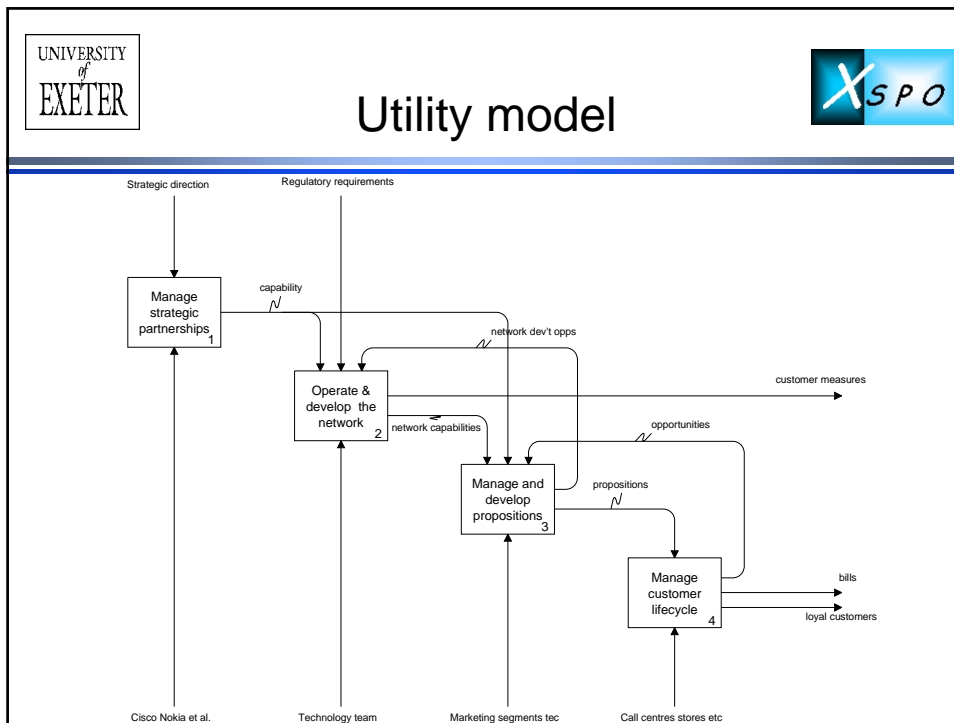 UNIVERSITY
of
EXETER
Utility model
XSPO
Strategic direction
Regulatory requirements
capability
Manage
strategic
partnerships
1
network dev't opps
Operate &
develop the
network
2
customer measures
network capabilities
opportunities
Manage and
develop
propositions
3
propositions
Manage
customer
lifecycle
4
bills
loyal customers
Cisco Nokia et al.
Technology team
Marketing segments tec
Call centres stores etc